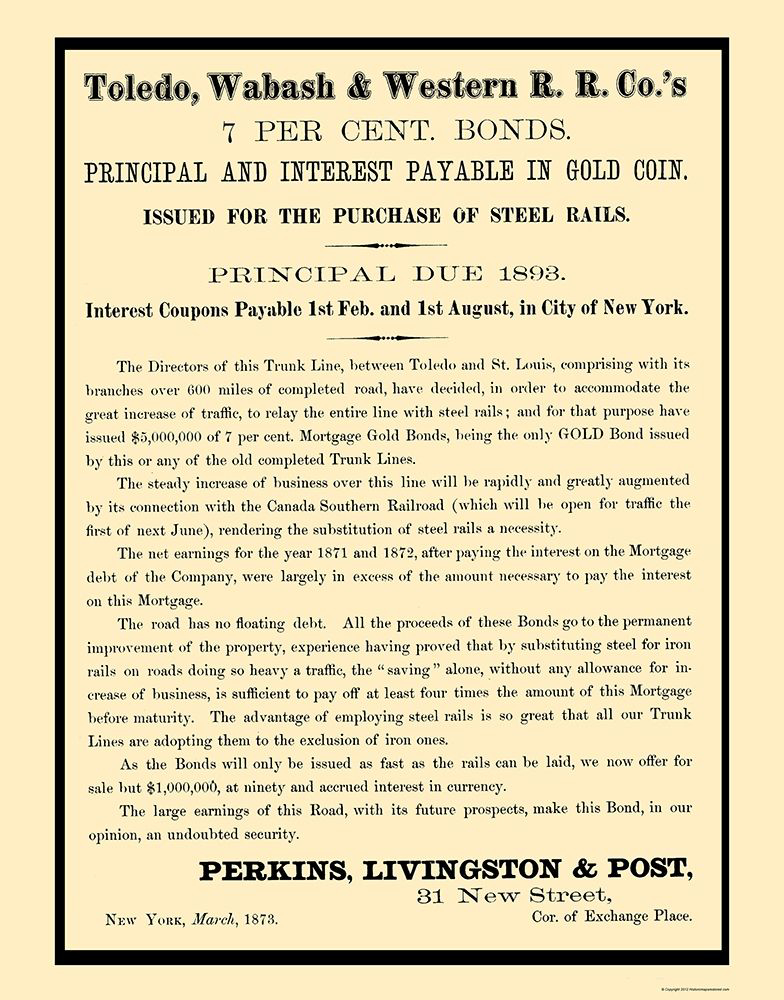 Toledo, Wabash & Western R. R. Co.'s
7 PER CENT. BONDS.
PRINCIPAL AND INTEREST PAYABLE IN GOLD COIN.
ISSUED FOR THE PURCHASE OF STEEL RAILS.
PRINCIPAL DUE 1893.
Interest Coupons Payable 1st Feb. and 1st August, in City of New York.
The Directors of this Trunk Line, between Toledo and St. Louis, comprising with its
branches over 600 miles of completed road, have decided, in order to accommodate the
great increase of traffic, to relay the entire line with steel rails; and for that purpose have
issued $5,000,000 of 7 per cent. Mortgage Gold Bonds, being the only GOLD Bond issued
by this or any of the old completed Trunk Lines.
The steady increase of business over this line will be rapidly and greatly augmented
by its connection with the Canada Southern Railroad (which will be open for traffic the
first of next June), rendering the substitution of steel rails a necessity.
The net earnings for the year 1871 and 1872, after paying the interest on the Mortgage
debt of the Company, were largely in excess of the amount necessary to pay the interest
on this Mortgage.
The road has no floating debt. All the proceeds of these Bonds go to the permanent
improvement of the property, experience having proved that by substituting steel for iron
rails on roads doing so heavy a traffic, the "saving" alone, without any allowance for in-
crease of business, is sufficient to pay off at least four times the amount of this Mortgage
before maturity. The advantage of employing steel rails is so great that all our Trunk
Lines are adopting them to the exclusion of iron ones.
As the Bonds will only be issued as fast as the rails can be laid, we now offer for
sale but $1,000,000, at ninety and accrued interest in currency.
The large earnings of this Road, with its future prospects, make this Bond, in our
opinion, an undoubted security.
PERKINS, LIVINGSTON & POST,
31 New Street,
New York, March, 1873. Cor. of Exchange Place.
© Copyright 2012